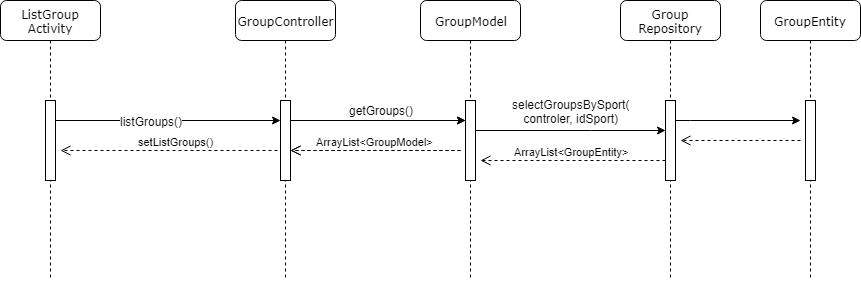 ListGroup
Activity
GroupController
GroupModel
Group
Repository
GroupEntity
listGroups()
getGroups()
selectGroupsBySport(
controler, idSport)
setListGroups()
ArrayList<GroupModel>
ArrayList<GroupEntity>